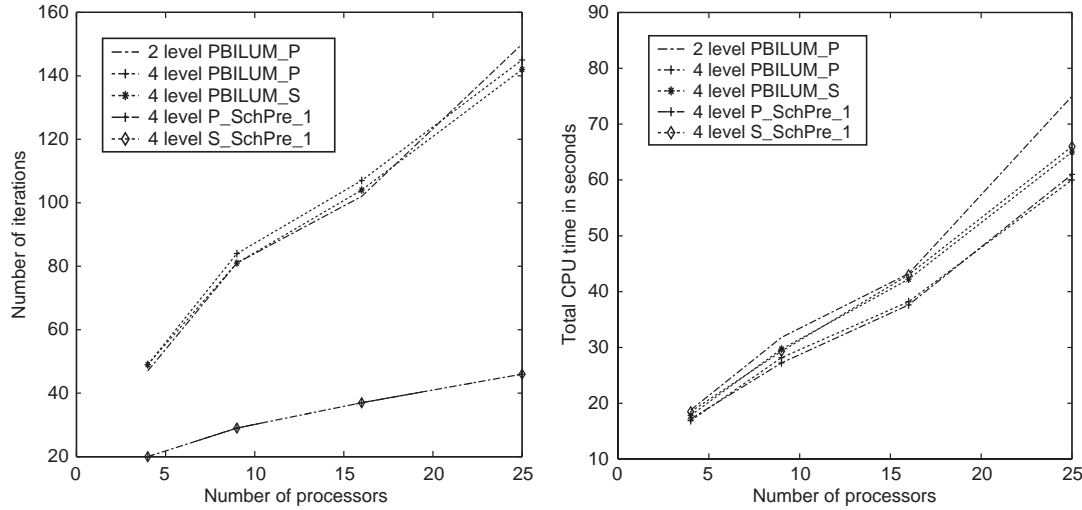 160
140
120
100
80
60
40
20
0
5
10
15
20
25
Number of iterations
Number of processors
2 level PBILUM_P
4 level PBILUM_P
4 level PBILUM_S
4 level P_SchPre_1
4 level S_SchPre_1
90
80
70
60
50
40
30
20
10
0
5
10
15
20
25
Total CPU time in seconds
Number of processors
2 level PBILUM_P
4 level PBILUM_P
4 level PBILUM_S
4 level P_SchPre_1
4 level S_SchPre_1